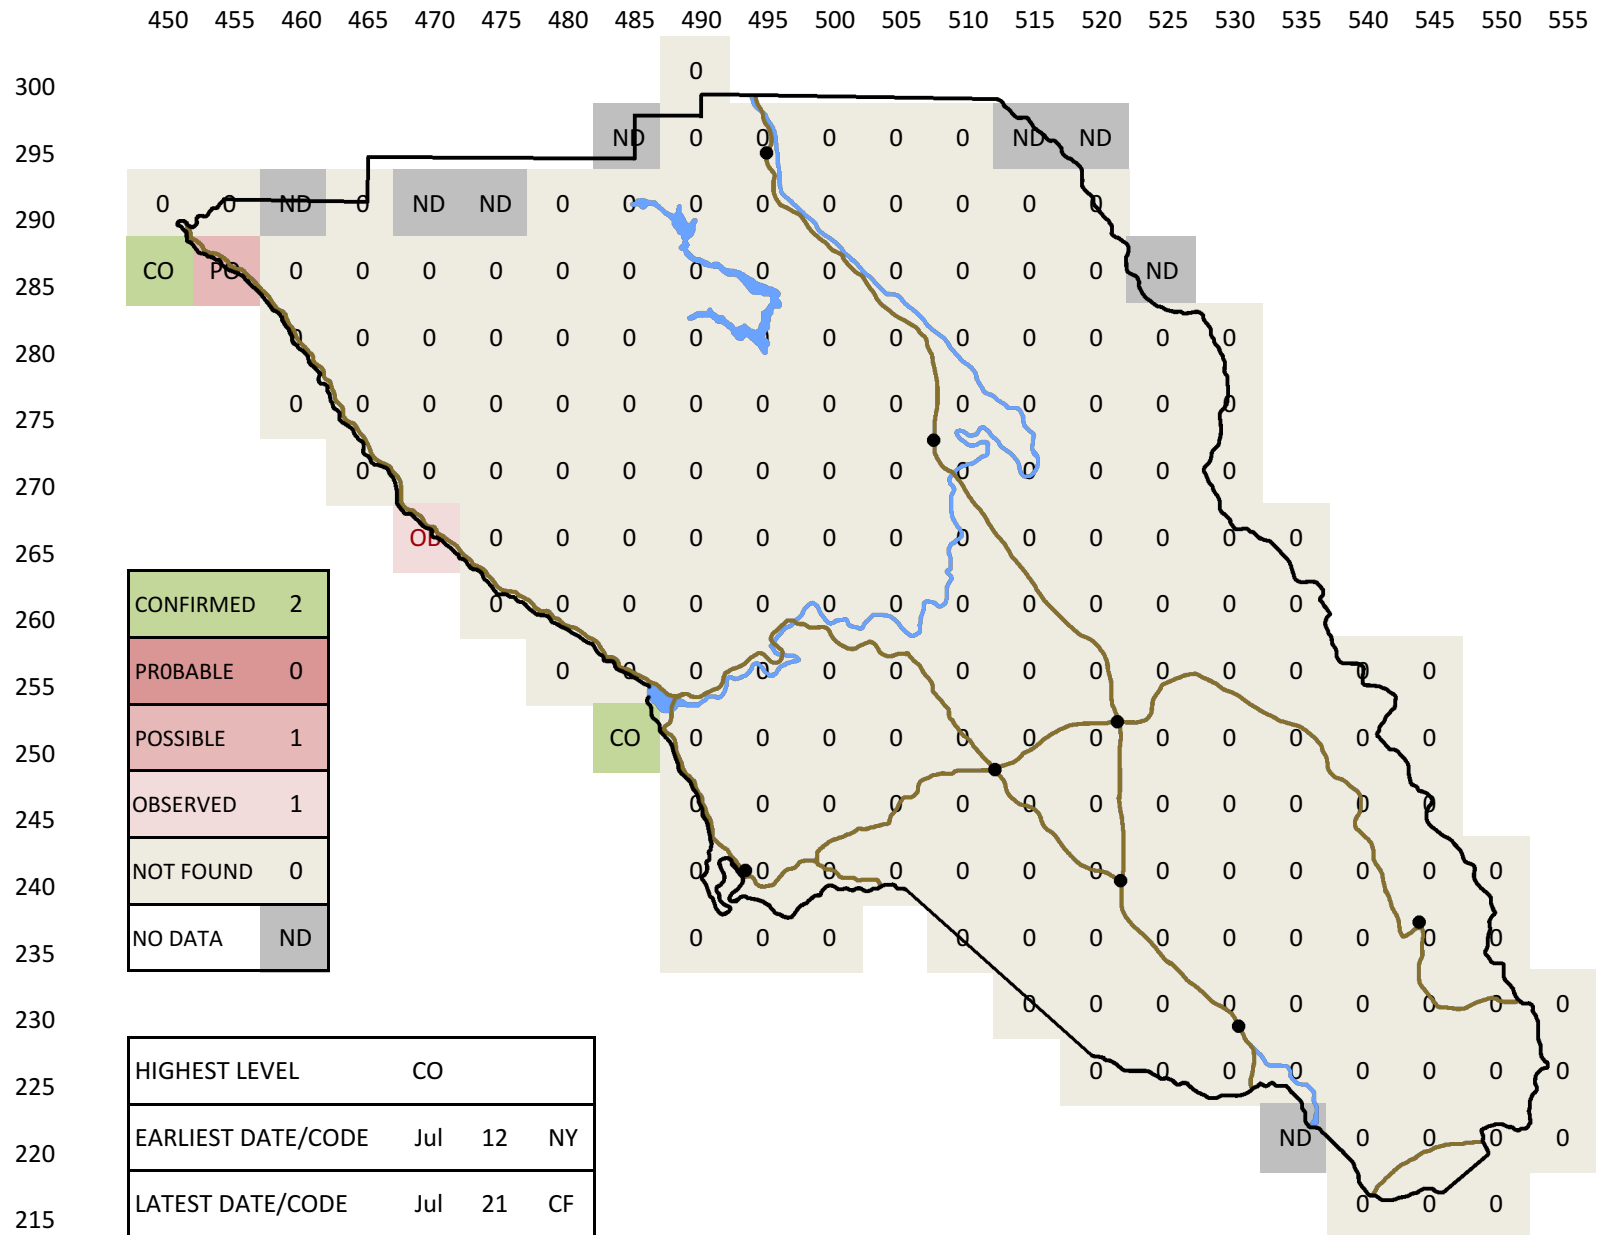 450 455 460 465 470 475 480 485 490 495 500 505 510 515 520 525 530 535 540 545 550 555
300 0
295 ND 0 0 0 0 0 ND ND
290 0 0 ND 0 ND ND 0 0 0 0 0 0 0 0 0
285 CO PO 0 0 0 0 0 0 0 0 0 0 0 0 0 ND
280 0 0 0 0 0 0 0 0 0 0 0 0 0 0 0
275 0 0 0 0 0 0 0 0 0 0 0 0 0 0 0
270 0 0 0 0 0 0 0 0 0 0 0 0 0 0
265 OB 0 0 0 0 0 0 0 0 0 0 0 0 0
260 CONFIRMED 2 0 0 0 0 0 0 0 0 0 0 0 0 0
255 PR0BABLE 0 0 0 0 0 0 0 0 0 0 0 0 0 0 0
250 POSSIBLE 1 CO 0 0 0 0 0 0 0 0 0 0 0 0
245 OBSERVED 1 0 0 0 0 0 0 0 0 0 0 0 0
240 NOT FOUND 0 0 0 0 0 0 0 0 0 0 0 0 0 0
235 NO DATA ND 0 0 0 0 0 0 0 0 0 0 0 0
230 0 0 0 0 0 0 0 0 0
225 HIGHEST LEVEL CO 0 0 0 0 0 0 0 0
220 EARLIEST DATE/CODE Jul 12 NY ND 0 0 0 0
215 LATEST DATE/CODE Jul 21 CF 0 0 0